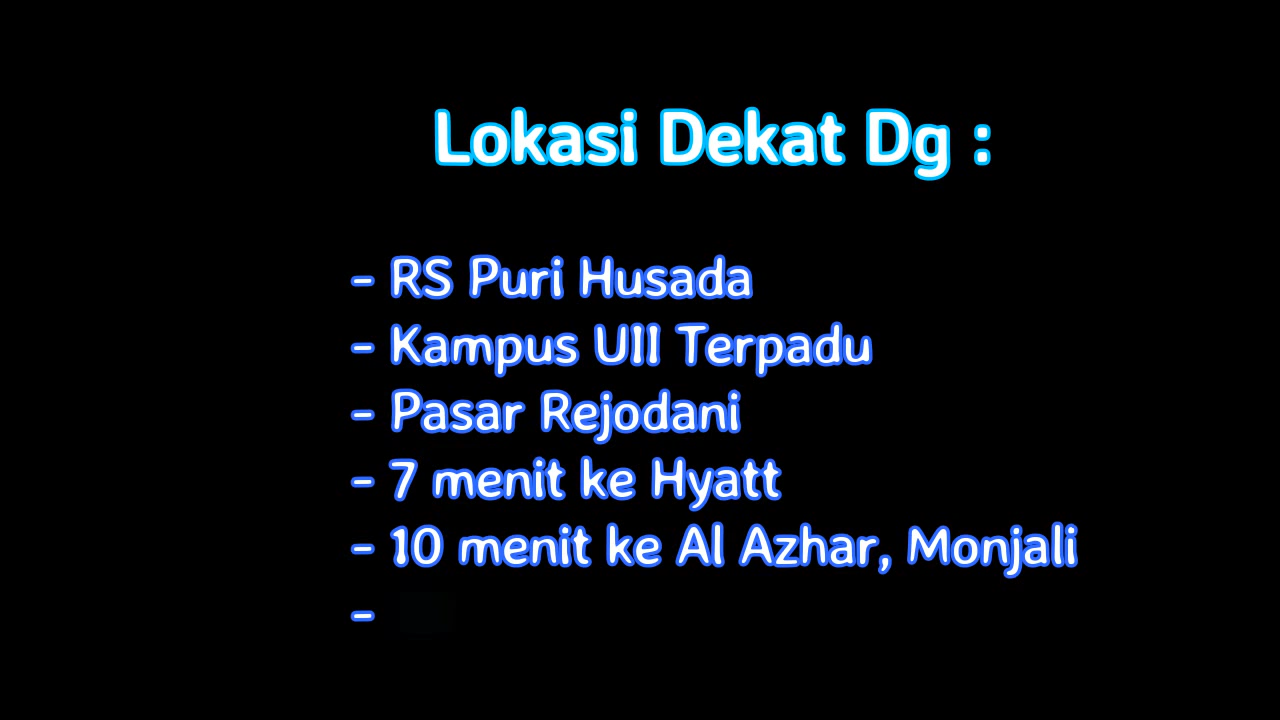 Lokasi Dekat Dg :
- RS Puri Husada
- Kampus UII Terpadu
- Pasar Rejodani
- 7 menit ke Hyatt
- 10 menit ke Al Azhar, Monjali
-